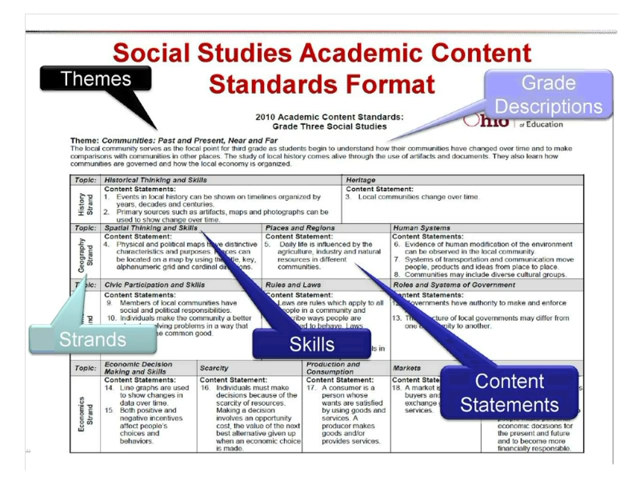 Social Studies Academic Content
Standards Format
Themes
Grade
Descriptions
2010 Academic Content Standards:
Grade Three Social Studies
Ohio
of Education
Theme: Communities: Past and Present, Near and Far
The local community serves as the focal point for third grade as students begin to understand how their communities have changed over time and to make
comparisons with communities in other places. The study of local history comes alive through the use of artifacts and documents. They also learn how
communities are governed and how the local economy is organized.
Topic: Historical Thinking and Skills Heritage
History Strand
Content Statements:
1. Events in local history can be shown on timelines organized by
years, decades and centuries.
2. Primary sources such as artifacts, maps and photographs can be
used to show change over time.
Content Statement:
3. Local communities change over time.
Topic: Spatial Thinking and Skills Places and Regions Human Systems
Geography Strand
Content Statements:
4. Physical and political maps have distinctive
characteristics and purposes. Places can
be located on a map by using the title, key,
alphanumeric grid and cardinal
Content Statement:
5. Daily life is influenced by the
agriculture, industry and natural
resources in different
communities.
Content Statements:
6. Evidence of human modification of the environment
can be observed in the local community.
7. Systems of transportation and communication move
people, products and ideas from place to place.
8. Communities may include diverse cultural groups.
Civic Participation and Skills Rules and Laws Roles and Systems of Government
Content Statements:
9. Members of local communities have
social and political responsibilities.
10. Individuals make the community a better
solving problems in a way that
common good.
Laws are rules which apply to all
people in a community and
describe ways people are
to behave. Laws
in
Content Statements:
have authority to make and enforce
13. The structure of local governments may differ from
one community to another.
Strands
Skills
Content
Statements
Topic: Economic Decision Making and Skills Scarcity Production and Consumption Markets
Economics Strand
Content Statements:
14. Line graphs are used
to show changes in
data over time.
15. Both positive and
negative incentives
affect people's
choices and
behaviors.
Content Statement:
16. Individuals must make
decisions because of the
scarcity of resources.
Making a decision
involves an opportunity
cost, the value of the next
best alternative given up
when an economic choice
is made.
Content Statements:
17. A consumer is a
person whose
wants are satisfied
by using goods and
services. A
producer makes
goods and/or
provides services.
18. A market is
buyers and
exchange
services.
economic decisions for
the present and future
and to become more
financially responsible.